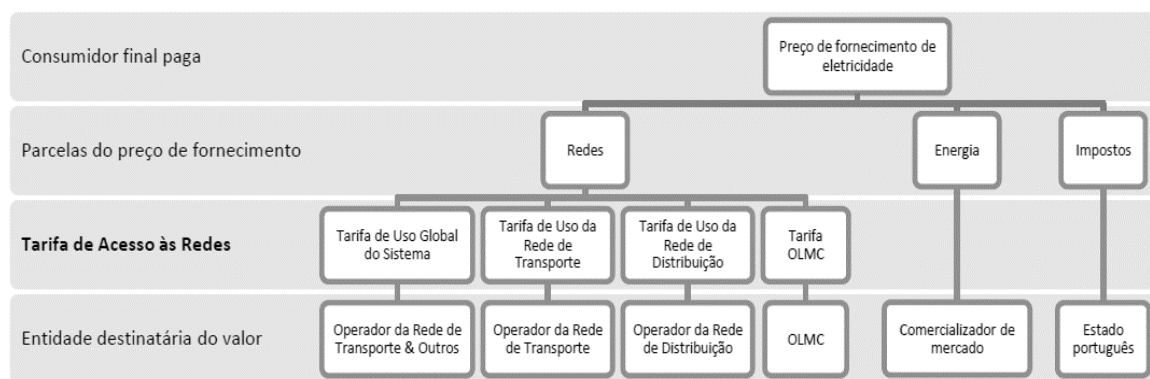 Consumidor final paga
Preço de fornecimento de
eletricidade
Parcelas do preço de fornecimento
Redes
Energia
Impostos
Tarifa de Acesso às Redes
Tarifa de Uso Global
do Sistema
Tarifa de Uso da
Rede de
Transporte
Tarifa de Uso da
Rede de
Distribuição
Tarifa
OLMC
Entidade destinatária do valor
Operador da Rede de
Transporte & Outros
Operador da Rede
de Transporte
Operador da Rede
de Distribuição
OLMC
Comercializador de
mercado
Estado
português